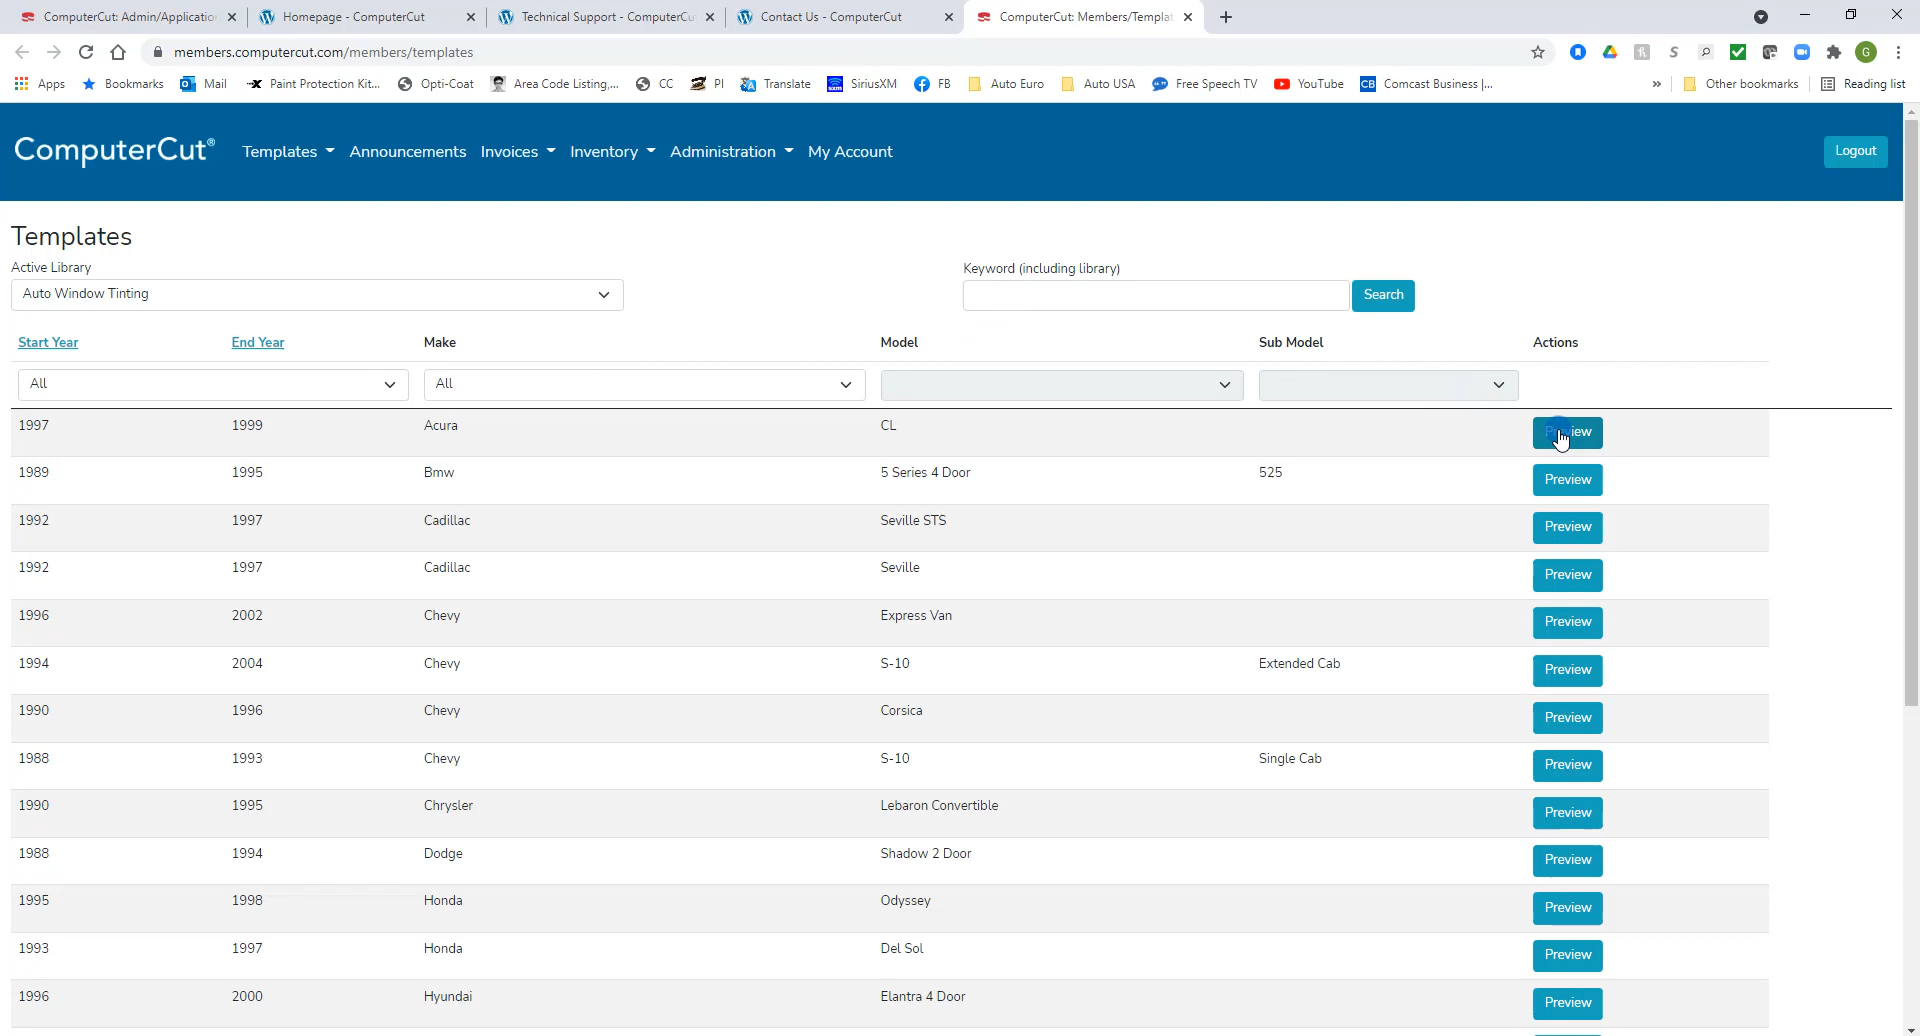 ComputerCut: Admin/Applicatio
Homepage - ComputerCut
Technical Support - ComputerCu
Contact Us - ComputerCut
ComputerCut: Members/Templat
members.computercut.com/members/templates
G
Apps
Bookmarks
Mail
Paint Protection Kit...
Opti-Coat
Area Code Listing,...
CC
PI
Translate
SiriusXM
FB
Auto Euro
Auto USA
Free Speech TV
YouTube
CB Comcast Business |...
»
Other bookmarks
Reading list
ComputerCut®
Templates
Announcements
Invoices
Inventory
Administration
My Account
Logout
Templates
Active Library
Keyword (including library)
Auto Window Tinting
Search
Start Year End Year Make Model Sub Model Actions
All All
1997 1999 Acura CL Preview
1989 1995 Bmw 5 Series 4 Door 525 Preview
1992 1997 Cadillac Seville STS Preview
1992 1997 Cadillac Seville Preview
1996 2002 Chevy Express Van Preview
1994 2004 Chevy S-10 Extended Cab Preview
1990 1996 Chevy Corsica Preview
1988 1993 Chevy S-10 Single Cab Preview
1990 1995 Chrysler Lebaron Convertible Preview
1988 1994 Dodge Shadow 2 Door Preview
1995 1998 Honda Odyssey Preview
1993 1997 Honda Del Sol Preview
1996 2000 Hyundai Elantra 4 Door Preview